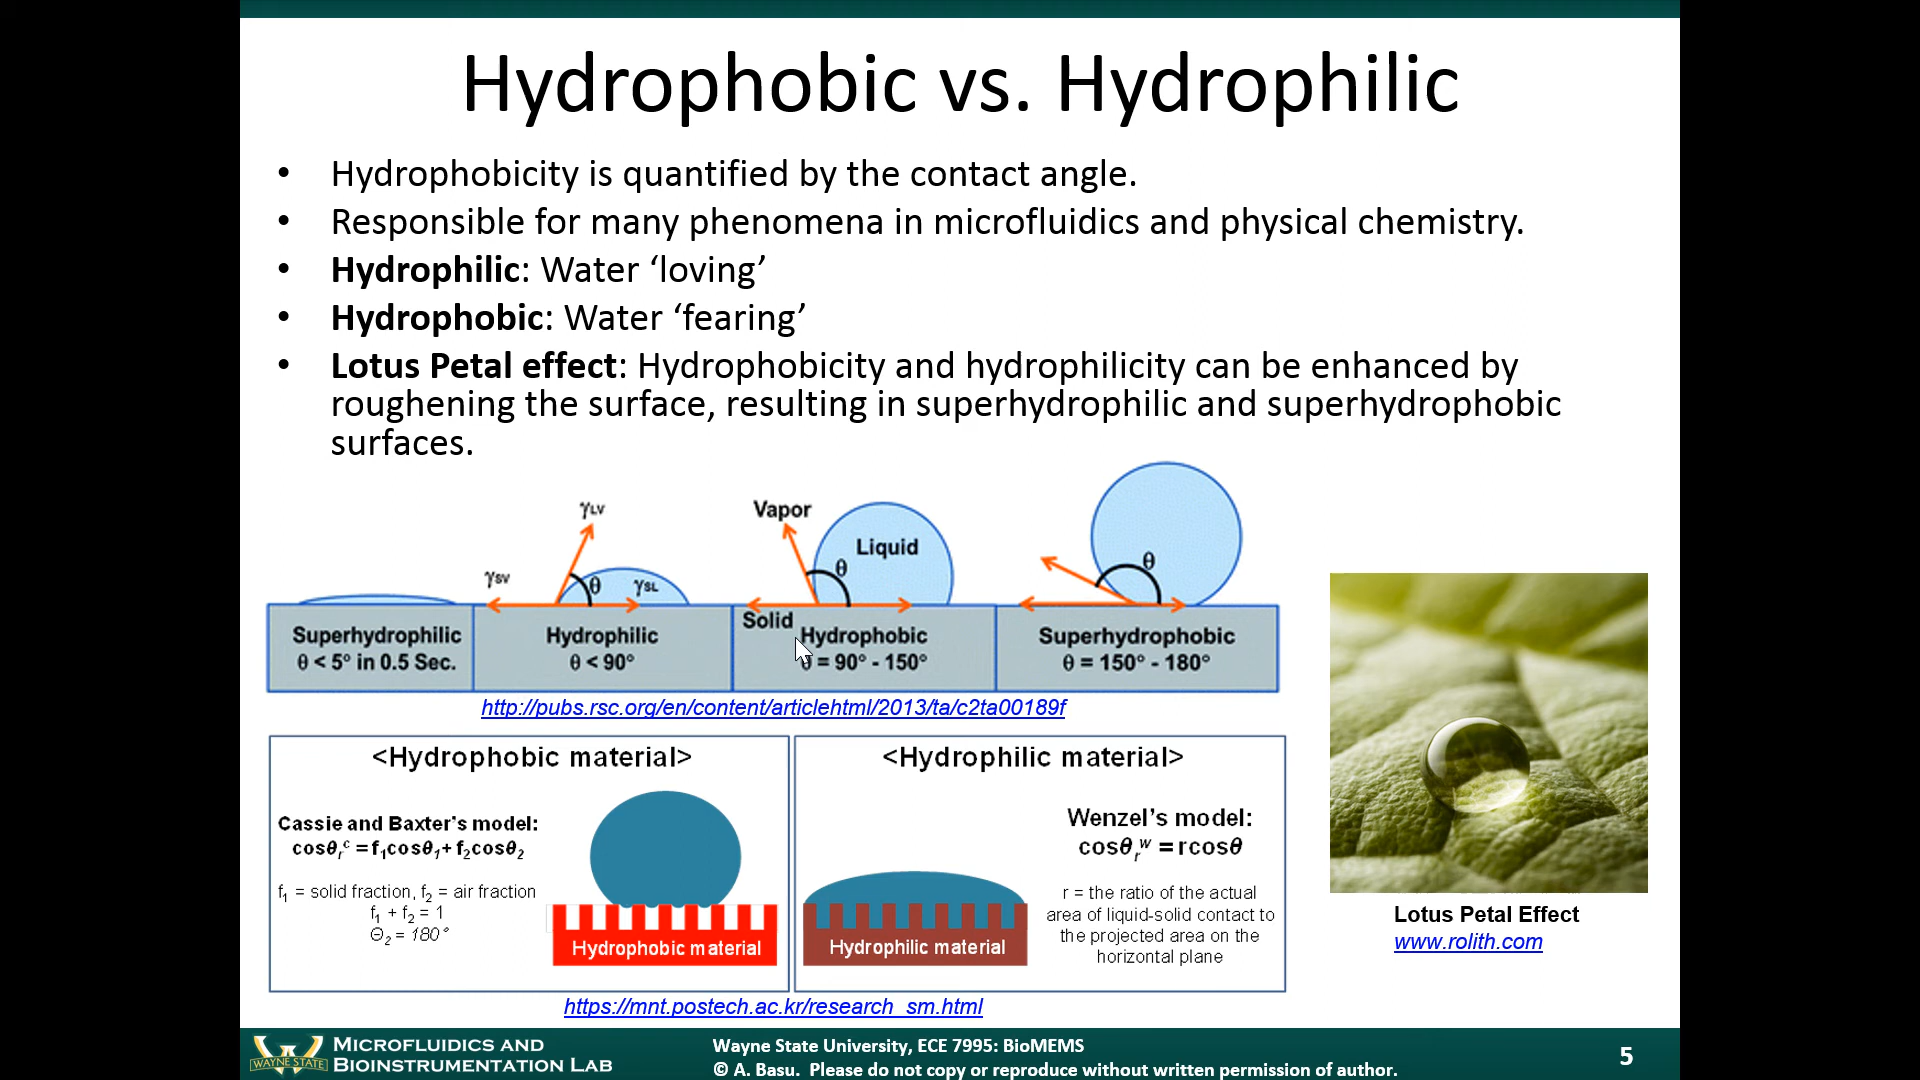 Hydrophobic vs. Hydrophilic
• Hydrophobicity is quantified by the contact angle.
• Responsible for many phenomena in microfluidics and physical chemistry.
• Hydrophilic: Water ‘loving’
• Hydrophobic: Water ‘fearing’
• Lotus Petal effect: Hydrophobicity and hydrophilicity can be enhanced by
roughening the surface, resulting in superhydrophilic and superhydrophobic
surfaces.
γLV
γSV
θ
γSL
Vapor
Liquid
θ
θ
Solid
Superhydrophilic
θ < 5° in 0.5 Sec.
Hydrophilic
θ < 90°
Hydrophobic
θ = 90° - 150°
Superhydrophobic
θ = 150° - 180°
http://pubs.rsc.org/en/content/articlehtml/2013/ta/c2ta00189f
<Hydrophobic material>
Cassie and Baxter's model:
cosθrᶜ = f₁cosθ₁ + f₂cosθ₂
f₁ = solid fraction, f₂ = air fraction
f₁ + f₂ = 1
Θ₂ = 180°
Hydrophobic material
<Hydrophilic material>
Wenzel's model:
cosθrʷ = rcosθ
r = the ratio of the actual
area of liquid-solid contact to
the projected area on the
horizontal plane
Hydrophilic material
https://mnt.postech.ac.kr/research_sm.html
Lotus Petal Effect
www.rolith.com
WAYNE STATE
MICROFLUIDICS AND
BIOINSTRUMENTATION LAB
Wayne State University, ECE 7995: BioMEMS
© A. Basu. Please do not copy or reproduce without written permission of author.
5